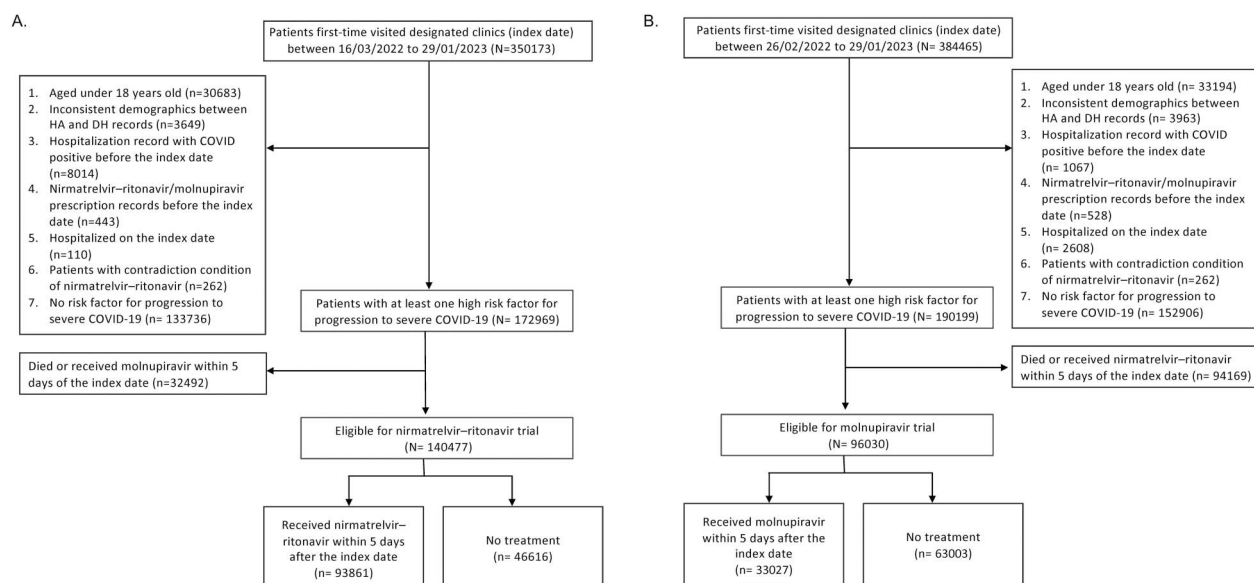 A.
Patients first-time visited designated clinics (index date)
between 16/03/2022 to 29/01/2023 (N=350173)
1. Aged under 18 years old (n=30683)
2. Inconsistent demographics between
HA and DH records (n=3649)
3. Hospitalization record with COVID
positive before the index date
(n=8014)
4. Nirmatrelvir–ritonavir/molnupiravir
prescription records before the index
date (n=443)
5. Hospitalized on the index date
(n=110)
6. Patients with contradiction condition
of nirmatrelvir–ritonavir (n=262)
7. No risk factor for progression to
severe COVID-19 (n= 133736)
Patients with at least one high risk factor for
progression to severe COVID-19 (N= 172969)
Died or received molnupiravir within 5
days of the index date (n=32492)
Eligible for nirmatrelvir–ritonavir trial
(N= 140477)
Received nirmatrelvir–
ritonavir within 5 days
after the index date
(n = 93861)
No treatment
(n = 46616)
B.
Patients first-time visited designated clinics (index date)
between 26/02/2022 to 29/01/2023 (N= 384465)
1. Aged under 18 years old (n= 33194)
2. Inconsistent demographics between
HA and DH records (n= 3963)
3. Hospitalization record with COVID
positive before the index date
(n= 1067)
4. Nirmatrelvir–ritonavir/molnupiravir
prescription records before the index
date (n=528)
5. Hospitalized on the index date
(n= 2608)
6. Patients with contradiction condition
of nirmatrelvir–ritonavir (n=262)
7. No risk factor for progression to
severe COVID-19 (n= 152906)
Patients with at least one high risk factor for
progression to severe COVID-19 (N= 190199)
Died or received nirmatrelvir–ritonavir
within 5 days of the index date (n= 94169)
Eligible for molnupiravir trial
(N= 96030)
Received molnupiravir
within 5 days after the
index date
(n = 33027)
No treatment
(n = 63003)